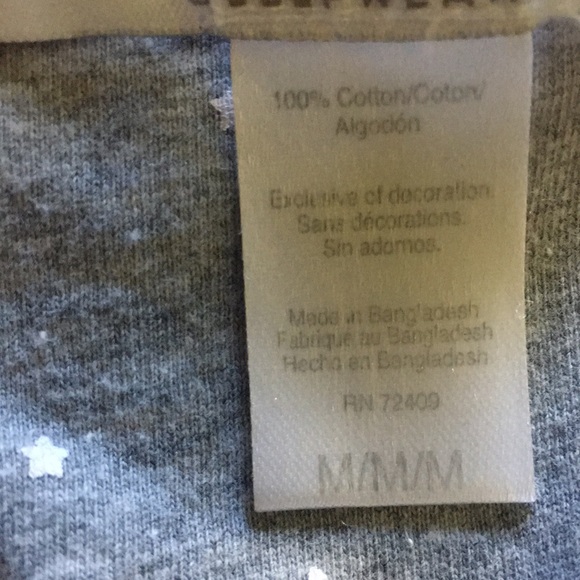 100% Cotton/Coton/
Algodón
Exclusive of decoration.
Sans décorations.
Sin adornos.
Made in Bangladesh
Fabrique au Bangladesh
Hecho en Bangladesh
RN 72409
M/M/M